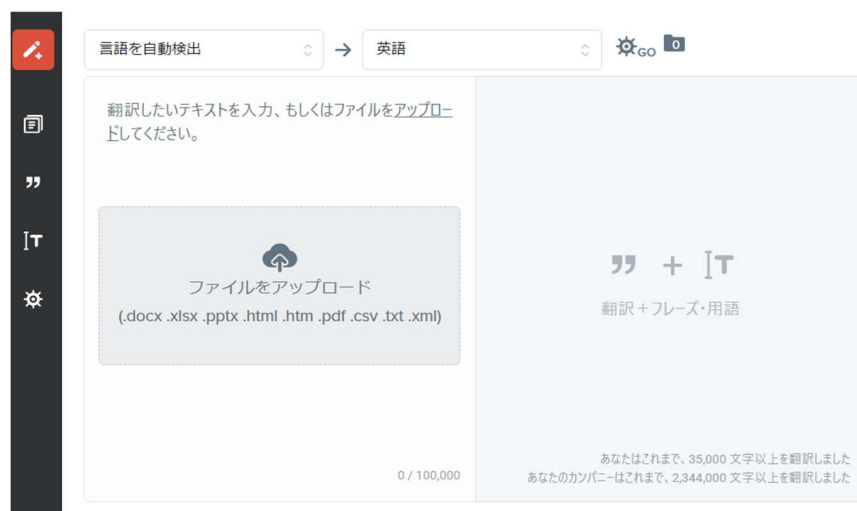 言語を自動検出
英語
GO
0
翻訳したいテキストを入力、もしくはファイルをアップロー
ドしてください。
ファイルをアップロード
(.docx .xlsx .pptx .html .htm .pdf .csv .txt .xml)
翻訳＋フレーズ・用語
0 / 100,000
あなたはこれまで、35,000 文字以上を翻訳しました
あなたのカンパニーはこれまで、2,344,000 文字以上を翻訳しました